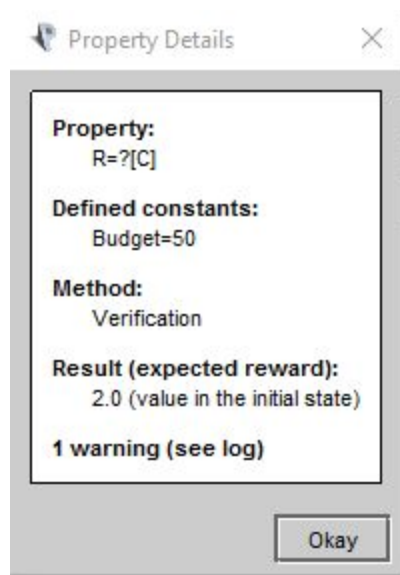 Property Details
Property:
R=?[C]
Defined constants:
Budget=50
Method:
Verification
Result (expected reward):
2.0 (value in the initial state)
1 warning (see log)
Okay